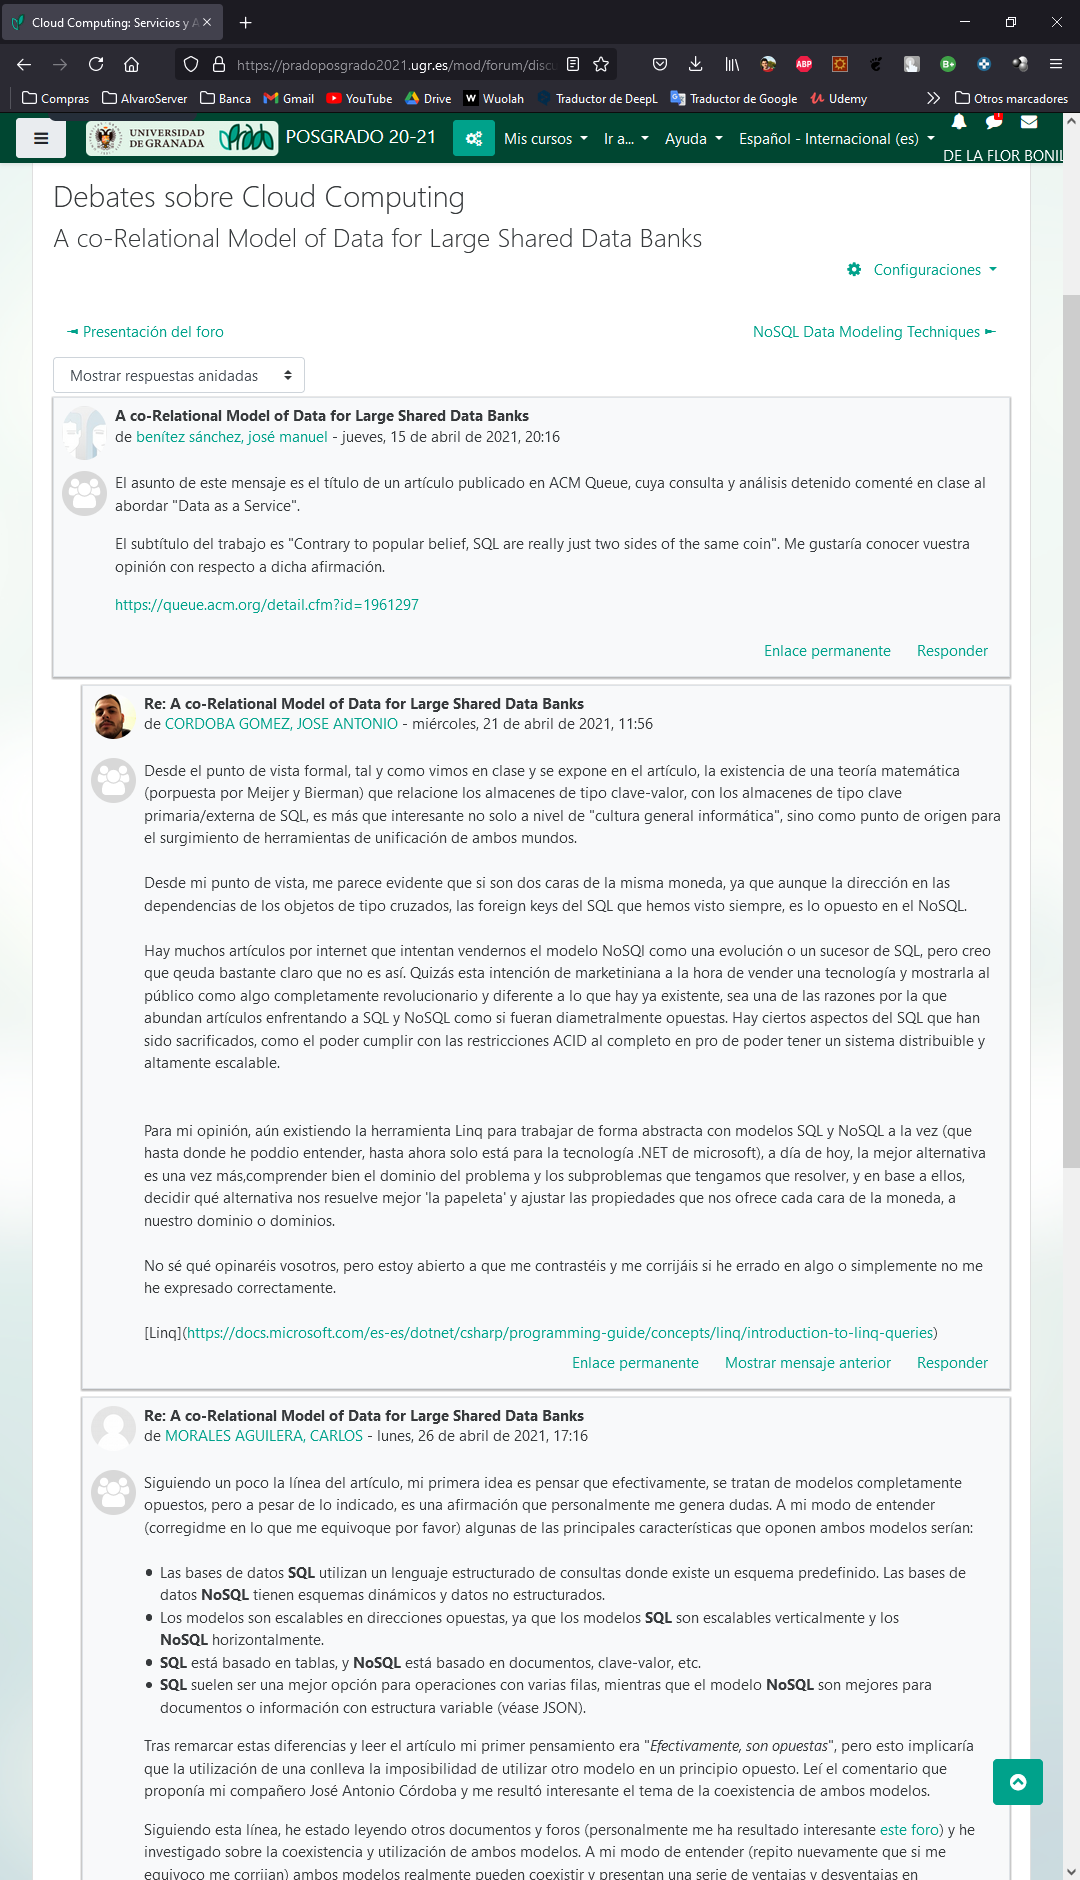 Cloud Computing: Servicios y A
https://pradoposgrado2021.ugr.es/mod/forum/discu
ABP
B+
Compras
AlvaroServer
Banca
Gmail
YouTube
Drive
Wuolah
Traductor de DeepL
Traductor de Google
Udemy
Otros marcadores
UNIVERSIDAD
DE GRANADA
POSGRADO 20-21
Mis cursos
Ir a...
Ayuda
Español - Internacional (es)
DE LA FLOR BONIL
Debates sobre Cloud Computing
A co-Relational Model of Data for Large Shared Data Banks
Configuraciones
◄ Presentación del foro
NoSQL Data Modeling Techniques ►
Mostrar respuestas anidadas
A co-Relational Model of Data for Large Shared Data Banks
de benítez sánchez, josé manuel - jueves, 15 de abril de 2021, 20:16
El asunto de este mensaje es el título de un artículo publicado en ACM Queue, cuya consulta y análisis detenido comenté en clase al
abordar "Data as a Service".
El subtítulo del trabajo es "Contrary to popular belief, SQL are really just two sides of the same coin". Me gustaría conocer vuestra
opinión con respecto a dicha afirmación.
https://queue.acm.org/detail.cfm?id=1961297
Enlace permanente
Responder
Re: A co-Relational Model of Data for Large Shared Data Banks
de CORDOBA GOMEZ, JOSE ANTONIO - miércoles, 21 de abril de 2021, 11:56
Desde el punto de vista formal, tal y como vimos en clase y se expone en el artículo, la existencia de una teoría matemática
(porpuesta por Meijer y Bierman) que relacione los almacenes de tipo clave-valor, con los almacenes de tipo clave
primaria/externa de SQL, es más que interesante no solo a nivel de "cultura general informática", sino como punto de origen para
el surgimiento de herramientas de unificación de ambos mundos.
Desde mi punto de vista, me parece evidente que si son dos caras de la misma moneda, ya que aunque la dirección en las
dependencias de los objetos de tipo cruzados, las foreign keys del SQL que hemos visto siempre, es lo opuesto en el NoSQL.
Hay muchos artículos por internet que intentan vendernos el modelo NoSQl como una evolución o un sucesor de SQL, pero creo
que qeuda bastante claro que no es así. Quizás esta intención de marketiniana a la hora de vender una tecnología y mostrarla al
público como algo completamente revolucionario y diferente a lo que hay ya existente, sea una de las razones por la que
abundan artículos enfrentando a SQL y NoSQL como si fueran diametralmente opuestas. Hay ciertos aspectos del SQL que han
sido sacrificados, como el poder cumplir con las restricciones ACID al completo en pro de poder tener un sistema distribuible y
altamente escalable.
Para mi opinión, aún existiendo la herramienta Linq para trabajar de forma abstracta con modelos SQL y NoSQL a la vez (que
hasta donde he poddio entender, hasta ahora solo está para la tecnología .NET de microsoft), a día de hoy, la mejor alternativa
es una vez más,comprender bien el dominio del problema y los subproblemas que tengamos que resolver, y en base a ellos,
decidir qué alternativa nos resuelve mejor 'la papeleta' y ajustar las propiedades que nos ofrece cada cara de la moneda, a
nuestro dominio o dominios.
No sé qué opinaréis vosotros, pero estoy abierto a que me contrastéis y me corrijáis si he errado en algo o simplemente no me
he expresado correctamente.
[Linq](https://docs.microsoft.com/es-es/dotnet/csharp/programming-guide/concepts/linq/introduction-to-linq-queries)
Enlace permanente
Mostrar mensaje anterior
Responder
Re: A co-Relational Model of Data for Large Shared Data Banks
de MORALES AGUILERA, CARLOS - lunes, 26 de abril de 2021, 17:16
Siguiendo un poco la línea del artículo, mi primera idea es pensar que efectivamente, se tratan de modelos completamente
opuestos, pero a pesar de lo indicado, es una afirmación que personalmente me genera dudas. A mi modo de entender
(corregidme en lo que me equivoque por favor) algunas de las principales características que oponen ambos modelos serían:
• Las bases de datos SQL utilizan un lenguaje estructurado de consultas donde existe un esquema predefinido. Las bases de
datos NoSQL tienen esquemas dinámicos y datos no estructurados.
• Los modelos son escalables en direcciones opuestas, ya que los modelos SQL son escalables verticalmente y los
NoSQL horizontalmente.
• SQL está basado en tablas, y NoSQL está basado en documentos, clave-valor, etc.
• SQL suelen ser una mejor opción para operaciones con varias filas, mientras que el modelo NoSQL son mejores para
documentos o información con estructura variable (véase JSON).
Tras remarcar estas diferencias y leer el artículo mi primer pensamiento era "Efectivamente, son opuestas", pero esto implicaría
que la utilización de una conlleva la imposibilidad de utilizar otro modelo en un principio opuesto. Leí el comentario que
proponía mi compañero José Antonio Córdoba y me resultó interesante el tema de la coexistencia de ambos modelos.
Siguiendo esta línea, he estado leyendo otros documentos y foros (personalmente me ha resultado interesante este foro) y he
investigado sobre la coexistencia y utilización de ambos modelos. A mi modo de entender (repito nuevamente que si me
equivoco me corrijan) ambos modelos realmente pueden coexistir y presentan una serie de ventajas y desventajas en